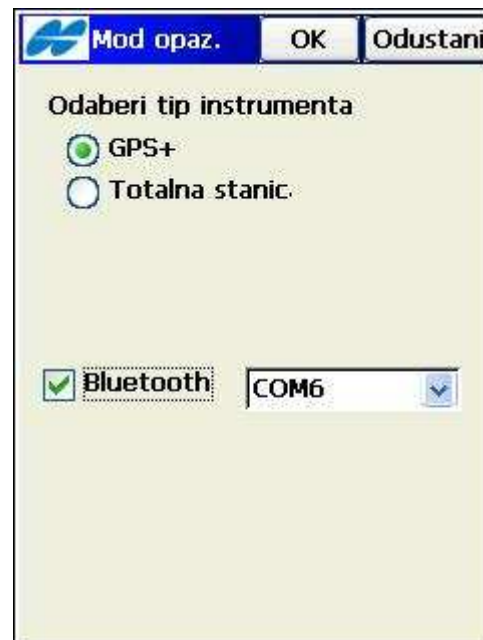 Mod opaz. OK Odustani
Odaberi tip instrumenta
GPS+
Totalna stanic.
Bluetooth COM6